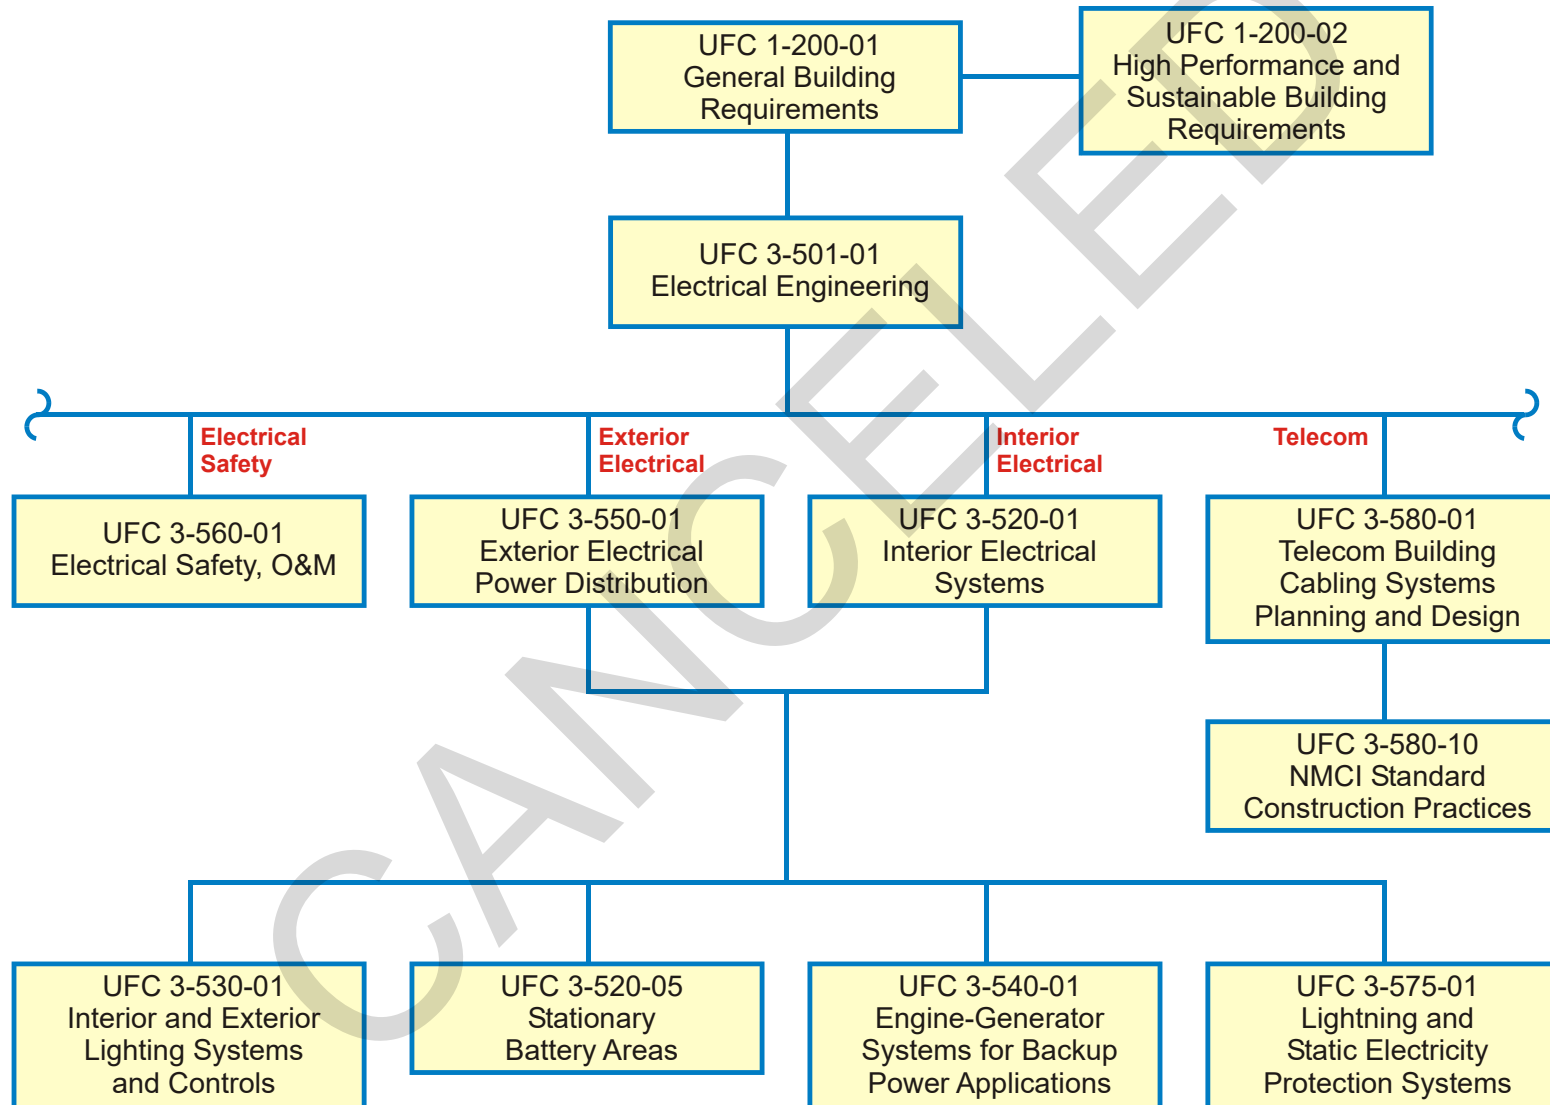 UFC 1-200-01
General Building
Requirements
UFC 1-200-02
High Performance and
Sustainable Building
Requirements
UFC 3-501-01
Electrical Engineering
Electrical
Safety
Exterior
Electrical
Interior
Electrical
Telecom
UFC 3-560-01
Electrical Safety, O&M
UFC 3-550-01
Exterior Electrical
Power Distribution
UFC 3-520-01
Interior Electrical
Systems
UFC 3-580-01
Telecom Building
Cabling Systems
Planning and Design
UFC 3-580-10
NMCI Standard
Construction Practices
UFC 3-530-01
Interior and Exterior
Lighting Systems
and Controls
UFC 3-520-05
Stationary
Battery Areas
UFC 3-540-01
Engine-Generator
Systems for Backup
Power Applications
UFC 3-575-01
Lightning and
Static Electricity
Protection Systems
CANCELED